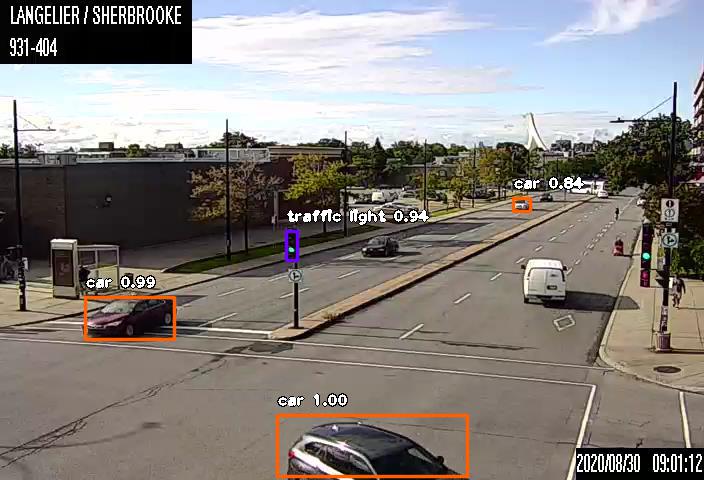 LANGELIER / SHERBROOKE
931-404
car 0.84
traffic light 0.94
car 0.99
car 1.00
2020/08/30 09:01:12